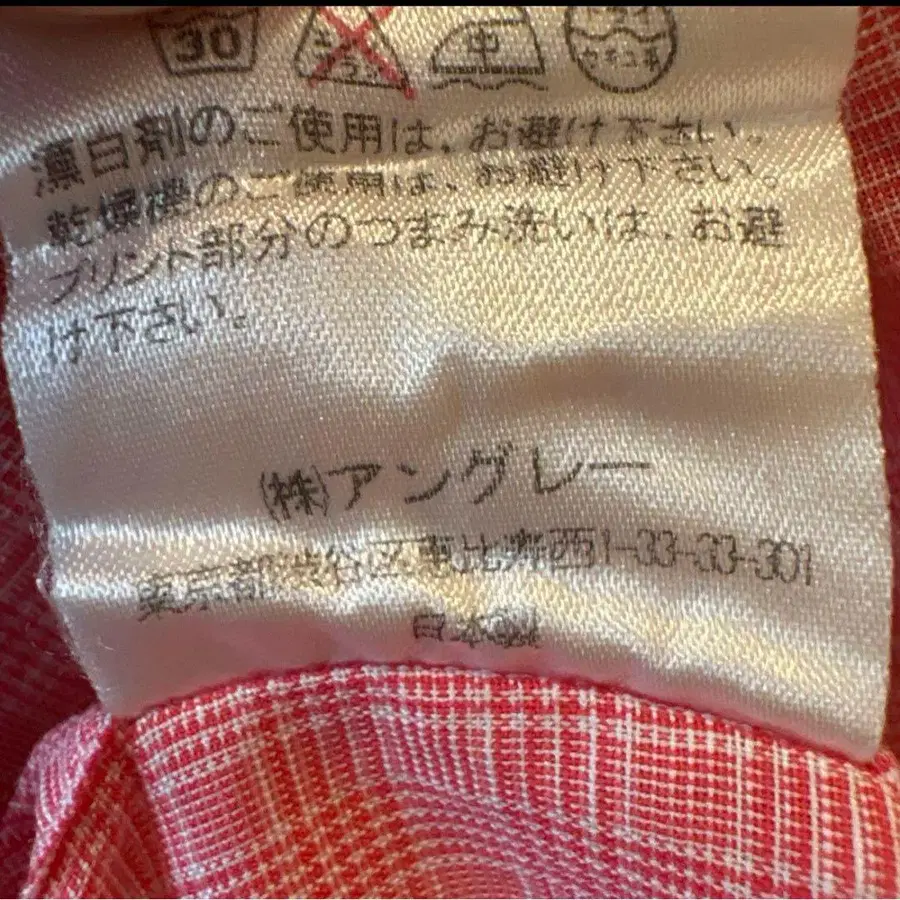 30 中
漂白剤のご使用は、お避け下さい。
乾燥機のご使用は、お避け下さい。
プリント部分のつまみ洗いは、お避
け下さい。
㈱アングレー
東京都渋谷区恵比寿西1-33-33-301
日本製